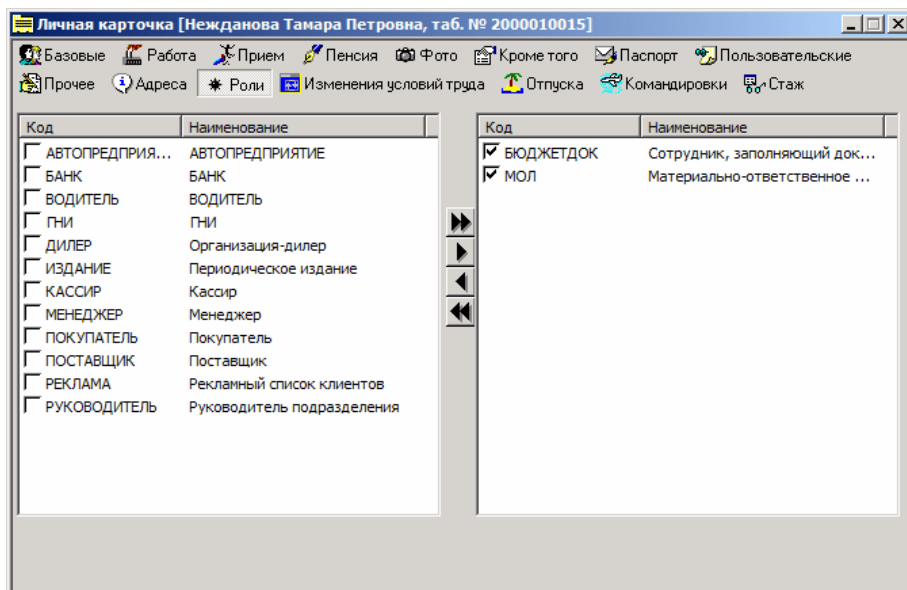 Личная карточка [Нежданова Тамара Петровна, таб. № 2000010015]
Базовые Работа Прием Пенсия Фото Кроме того Паспорт Пользовательские
Прочее Адреса Роли Изменения условий труда Отпуска Командировки Стаж
Код Наименование Код Наименование
АВТОПРЕДПРИЯ... АВТОПРЕДПРИЯТИЕ БЮДЖЕТДОК Сотрудник, заполняющий док...
БАНК БАНК МОЛ Материально-ответственное ...
ВОДИТЕЛЬ ВОДИТЕЛЬ
ГНИ ГНИ
ДИЛЕР Организация-дилер
ИЗДАНИЕ Периодическое издание
КАССИР Кассир
МЕНЕДЖЕР Менеджер
ПОКУПАТЕЛЬ Покупатель
ПОСТАВЩИК Поставщик
РЕКЛАМА Рекламный список клиентов
РУКОВОДИТЕЛЬ Руководитель подразделения